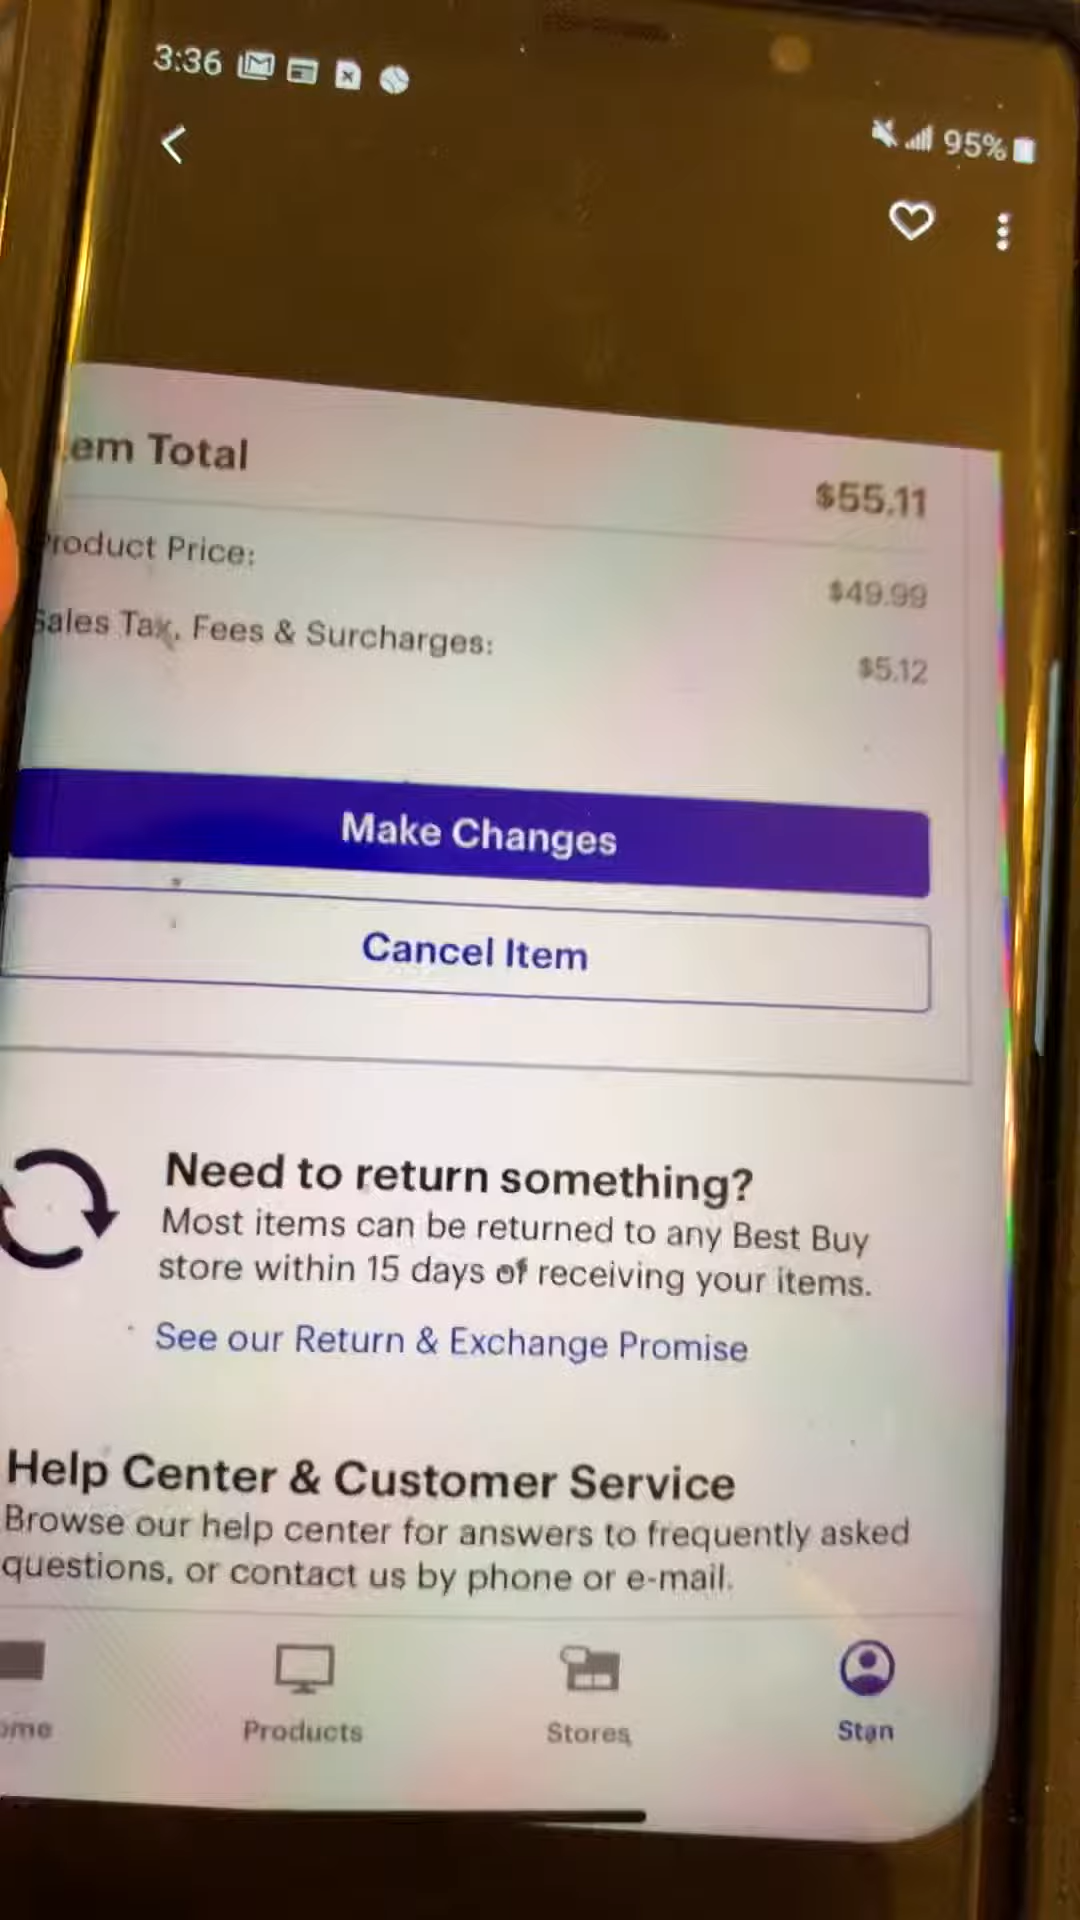 3:36
95%
em Total
$55.11
Product Price:
$49.99
Sales Tax, Fees & Surcharges:
$5.12
Make Changes
Cancel Item
Need to return something?
Most items can be returned to any Best Buy
store within 15 days of receiving your items.
See our Return & Exchange Promise
Help Center & Customer Service
Browse our help center for answers to frequently asked
questions, or contact us by phone or e-mail.
ome
Products
Stores
Stan